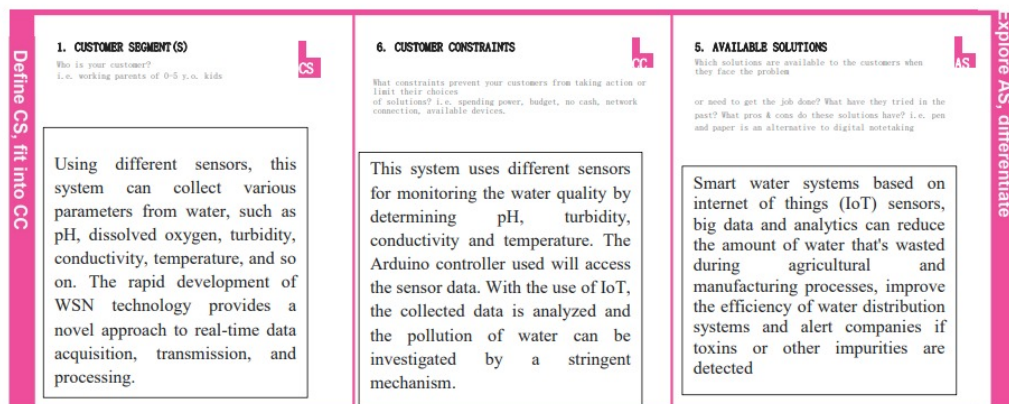 Define CS, fit into CC
1. CUSTOMER SEGMENT(S)
Who is your customer?
i.e. working parents of 0-5 y.o. kids
CS
Using different sensors, this
system can collect various
parameters from water, such as
pH, dissolved oxygen, turbidity,
conductivity, temperature, and so
on. The rapid development of
WSN technology provides a
novel approach to real-time data
acquisition, transmission, and
processing.
6. CUSTOMER CONSTRAINTS
CC
What constraints prevent your customers from taking action or
limit their choices
of solutions? i.e. spending power, budget, no cash, network
connection, available devices.
This system uses different sensors
for monitoring the water quality by
determining pH, turbidity,
conductivity and temperature. The
Arduino controller used will access
the sensor data. With the use of IoT,
the collected data is analyzed and
the pollution of water can be
investigated by a stringent
mechanism.
5. AVAILABLE SOLUTIONS
Which solutions are available to the customers when
they face the problem
AS
or need to get the job done? What have they tried in the
past? What pros & cons do these solutions have? i.e. pen
and paper is an alternative to digital notetaking
Smart water systems based on
internet of things (IoT) sensors,
big data and analytics can reduce
the amount of water that's wasted
during agricultural and
manufacturing processes, improve
the efficiency of water distribution
systems and alert companies if
toxins or other impurities are
detected
Explore AS, differentiate